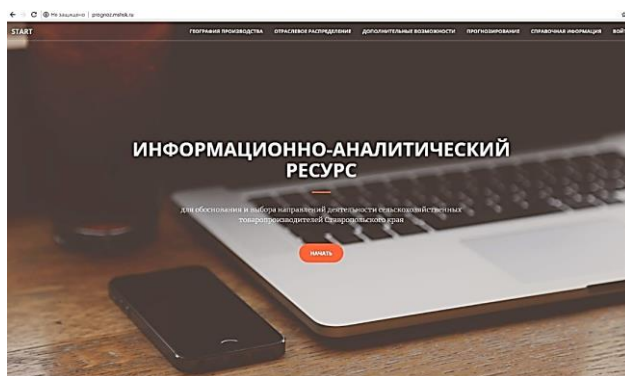 Не защищено | prognoz.mshsk.ru
START ГЕОГРАФИЯ ПРОИЗВОДСТВА ОТРАСЛЕВОЕ РАСПРЕДЕЛЕНИЕ ДОПОЛНИТЕЛЬНЫЕ ВОЗМОЖНОСТИ ПРОГНОЗИРОВАНИЕ СПРАВОЧНАЯ ИНФОРМАЦИЯ
ИНФОРМАЦИОННО-АНАЛИТИЧЕСКИЙ
РЕСУРС
для обоснования и выбора направлений деятельности сельскохозяйственных
товаропроизводителей Ставропольского края
НАЧАТЬ